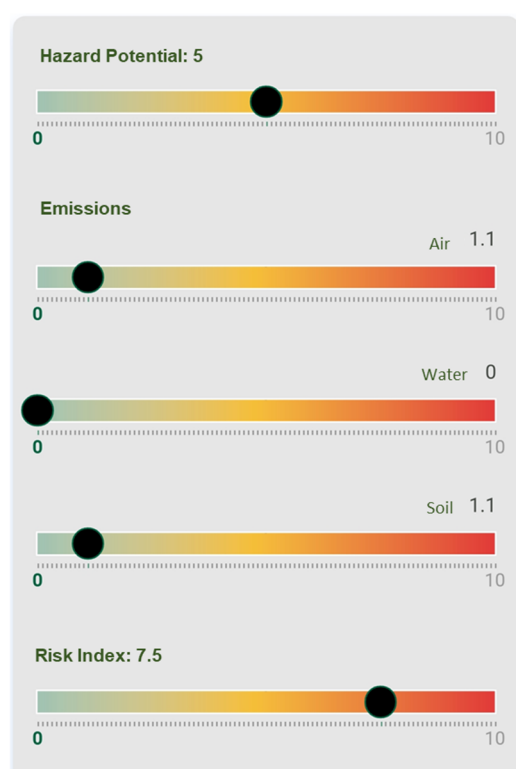 Hazard Potential: 5
0 10
Emissions
Air 1.1
0 10
Water 0
0 10
Soil 1.1
0 10
Risk Index: 7.5
0 10